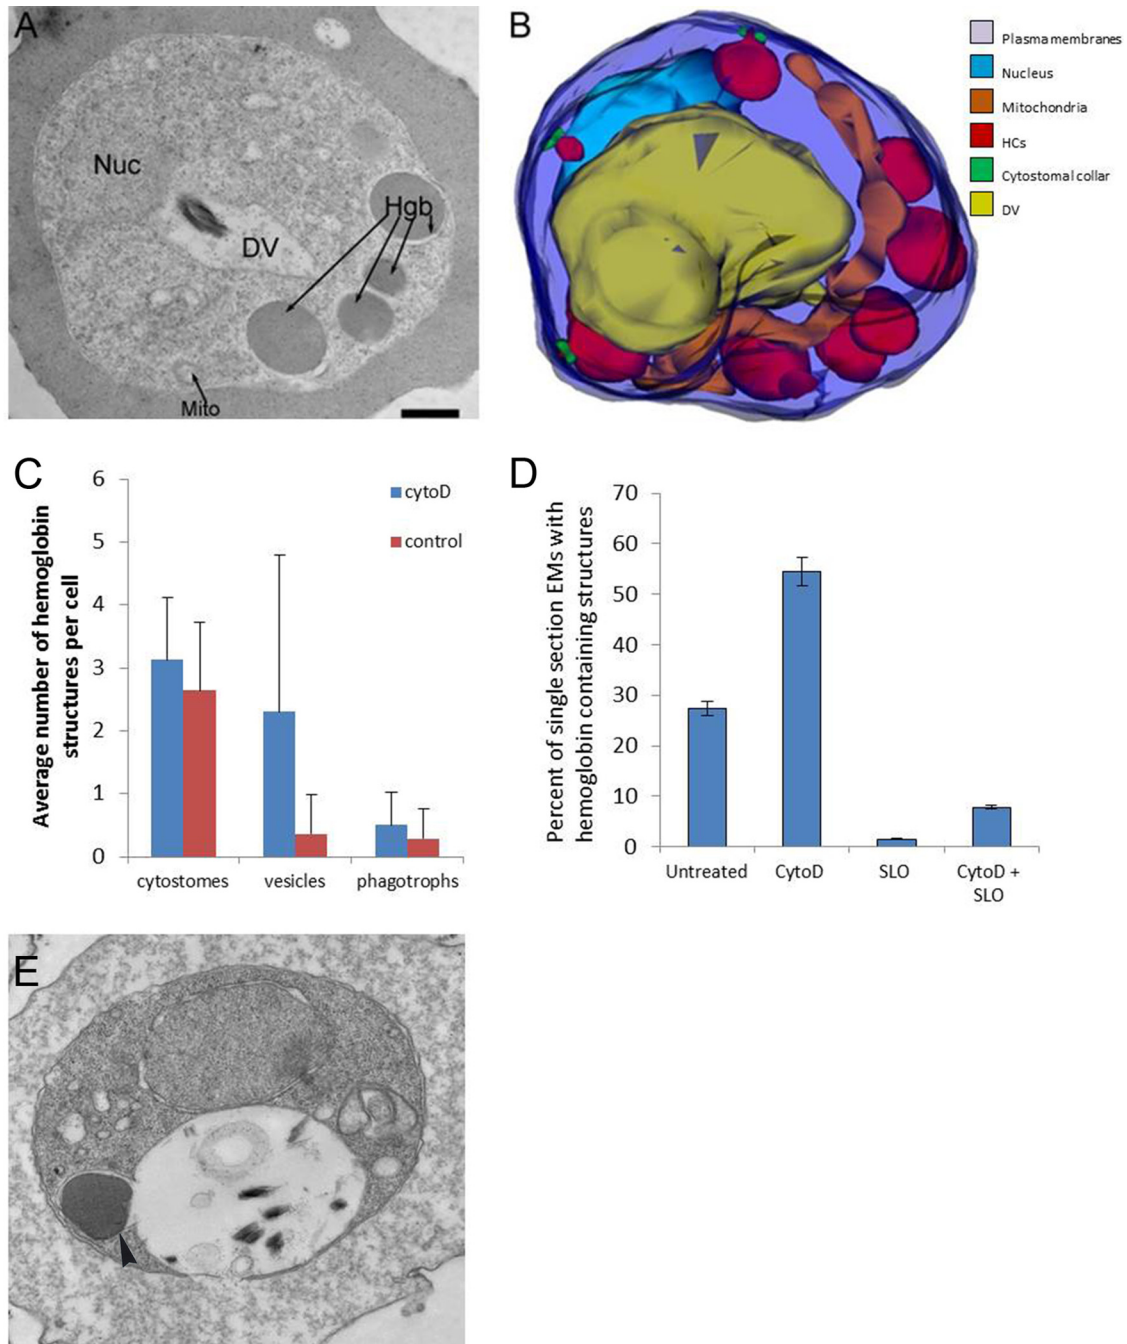 A
Nuc
Hgb
DV
Mito
B
Plasma membranes
Nucleus
Mitochondria
HCs
Cytostomal collar
DV
C
Average number of hemoglobin
structures per cell
6
5
4
3
2
1
0
cytoD
control
cytostomes
vesicles
phagotrophs
D
Percent of single section EMs with
hemoglobin containing structures
70
60
50
40
30
20
10
0
Untreated
CytoD
SLO
CytoD +
SLO
E